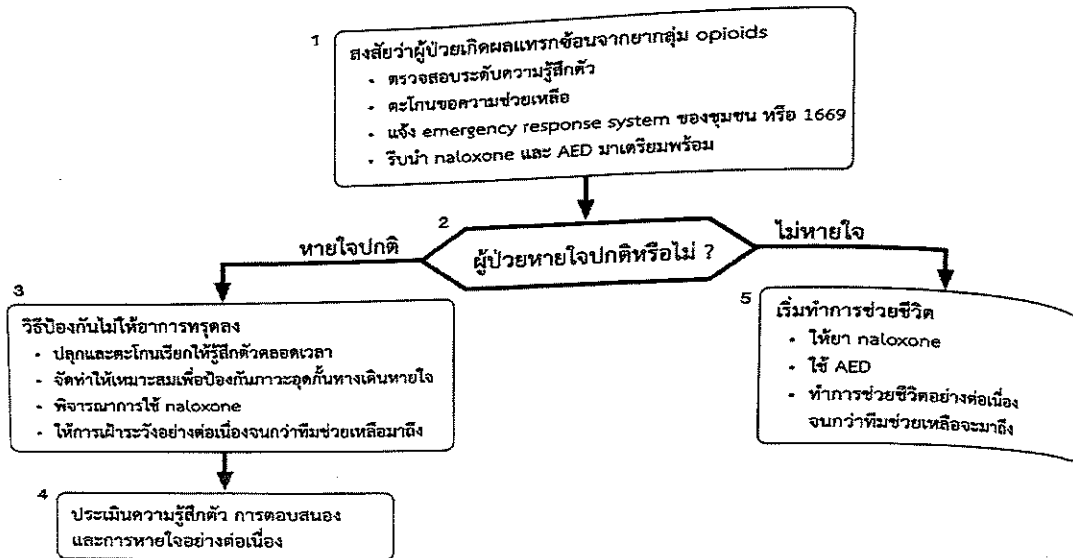 1
สงสัยว่าผู้ป่วยเกิดผลแทรกซ้อนจากยากลุ่ม opioids
- ตรวจสอบระดับความรู้สึกตัว
- ตะโกนขอความช่วยเหลือ
- แจ้ง emergency response system ของชุมชน หรือ 1669
- รีบนำ naloxone และ AED มาเตรียมพร้อม
2
ผู้ป่วยหายใจปกติหรือไม่ ?
หายใจปกติ
ไม่หายใจ
3
วิธีป้องกันไม่ให้อาการทรุดลง
- ปลุกและตะโกนเรียกให้รู้สึกตัวตลอดเวลา
- จัดท่าให้เหมาะสมเพื่อป้องกันภาวะอุดกั้นทางเดินหายใจ
- พิจารณาการใช้ naloxone
- ให้การเฝ้าระวังอย่างต่อเนื่องจนกว่าทีมช่วยเหลือมาถึง
4
ประเมินความรู้สึกตัว การตอบสนอง
และการหายใจอย่างต่อเนื่อง
5
เริ่มทำการช่วยชีวิต
- ให้ยา naloxone
- ใช้ AED
- ทำการช่วยชีวิตอย่างต่อเนื่อง
จนกว่าทีมช่วยเหลือจะมาถึง